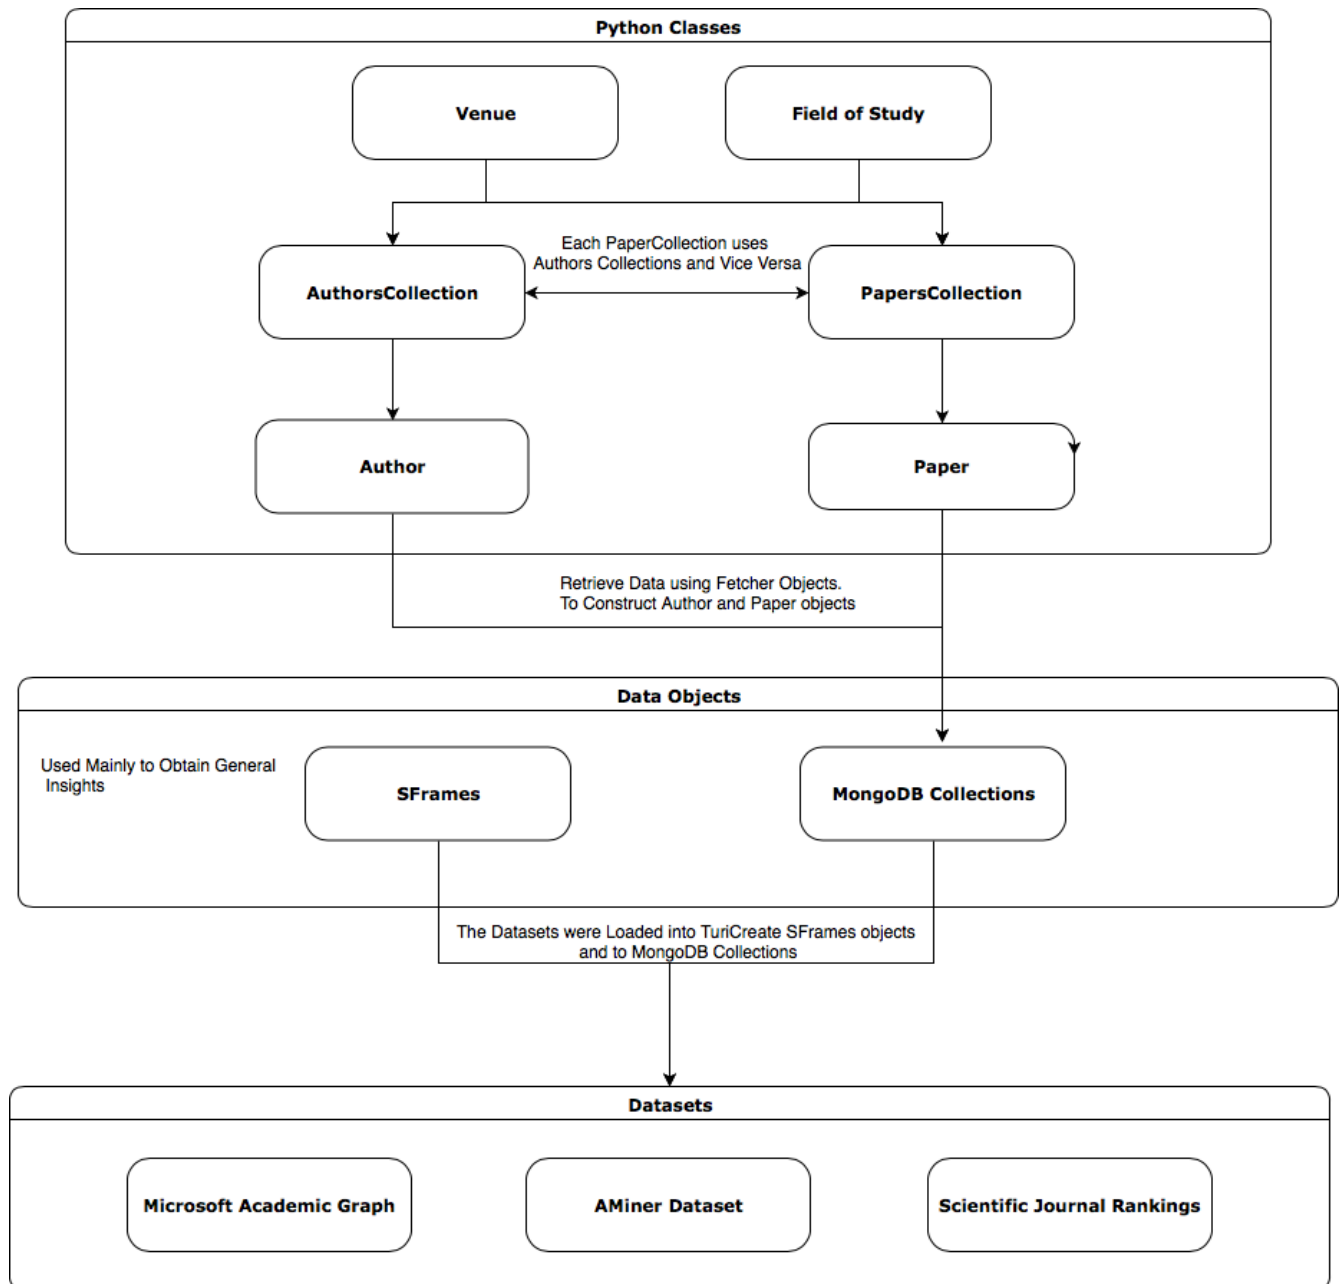 Python Classes
Venue
Field of Study
Each PaperCollection uses
Authors Collections and Vice Versa
AuthorsCollection
PapersCollection
Author
Paper
Retrieve Data using Fetcher Objects.
To Construct Author and Paper objects
Data Objects
Used Mainly to Obtain General
Insights
SFrames
MongoDB Collections
The Datasets were Loaded into TuriCreate SFrames objects
and to MongoDB Collections
Datasets
Microsoft Academic Graph
AMiner Dataset
Scientific Journal Rankings